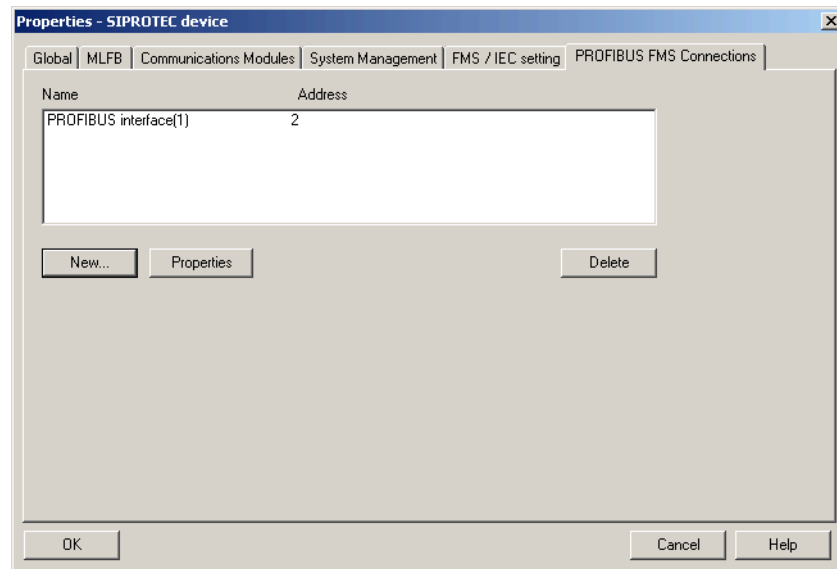 Properties - SIPROTEC device
Global MLFB Communications Modules System Management FMS / IEC setting PROFIBUS FMS Connections
Name Address
PROFIBUS interface(1) 2
New... Properties Delete
OK Cancel Help